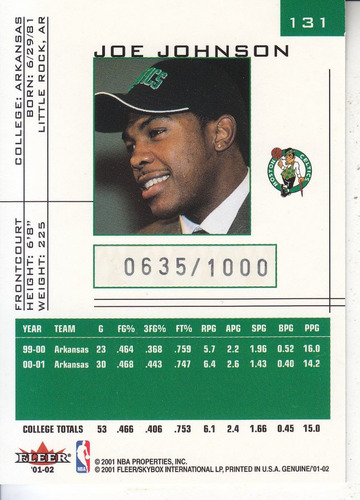 131
JOE JOHNSON
COLLEGE: ARKANSAS
BORN: 6/29/81
LITTLE ROCK, AR
CELTICS
BOSTON CELTICS
FRONTCOURT
HEIGHT: 6'8"
WEIGHT: 225
0635/1000
YEAR TEAM G FG% 3FG% FT% RPG APG SPG BPG PPG
99-00 Arkansas 23 .464 .368 .759 5.7 2.2 1.96 0.52 16.0
00-01 Arkansas 30 .468 .443 .747 6.4 2.6 1.43 0.40 14.2
COLLEGE TOTALS 53 .466 .406 .753 6.1 2.4 1.66 0.45 15.0
FLEER
'01-02
© 2001 NBA PROPERTIES, INC.
© 2001 FLEER/SKYBOX INTERNATIONAL LP, PRINTED IN U.S.A. GENUINE/01-02